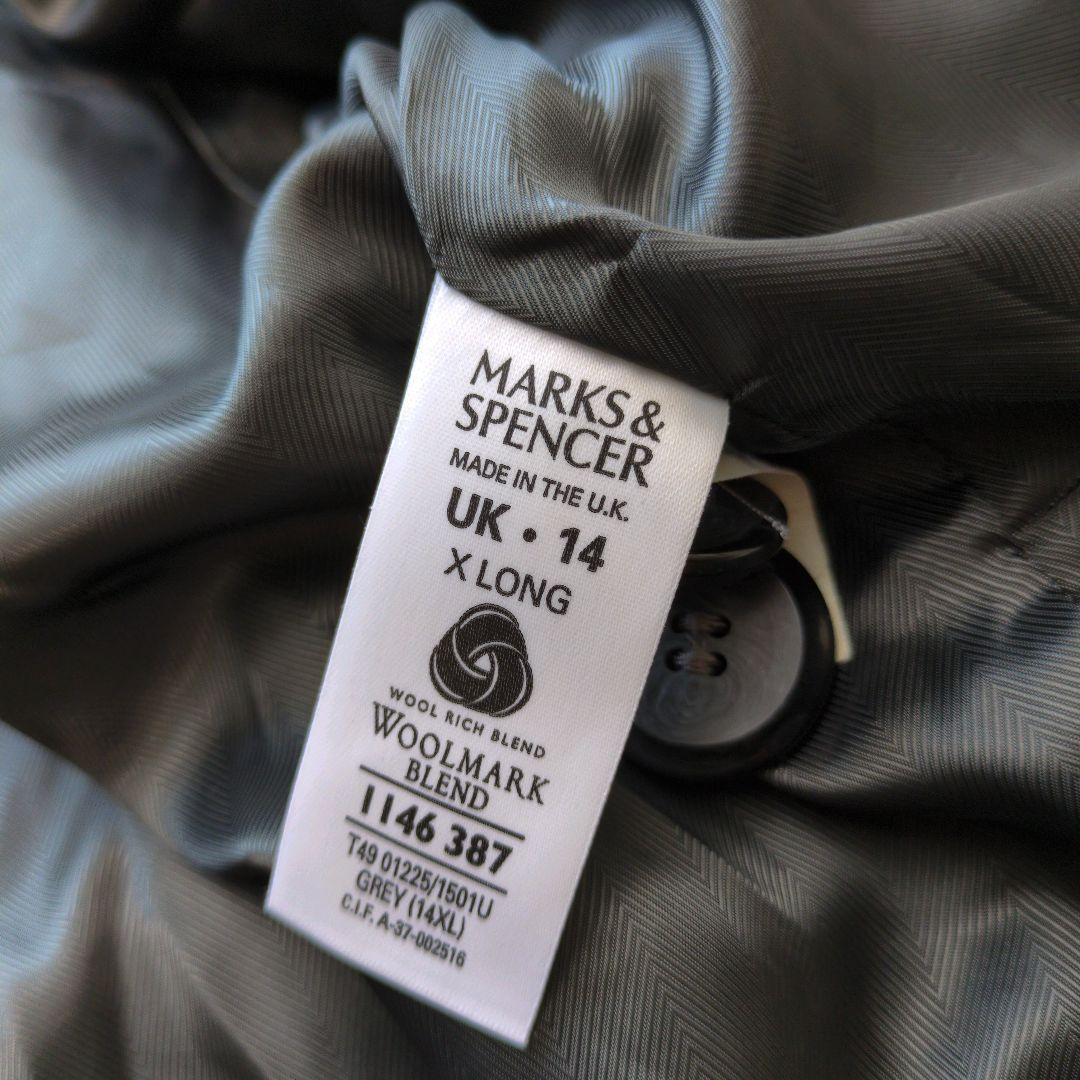 MARKS &
SPENCER
MADE IN THE U.K.
UK • 14
X LONG
WOOL RICH BLEND
WOOLMARK
BLEND
1146 387
T49 01225/1501U
GREY (14XL)
C.I.F. A-37-002516